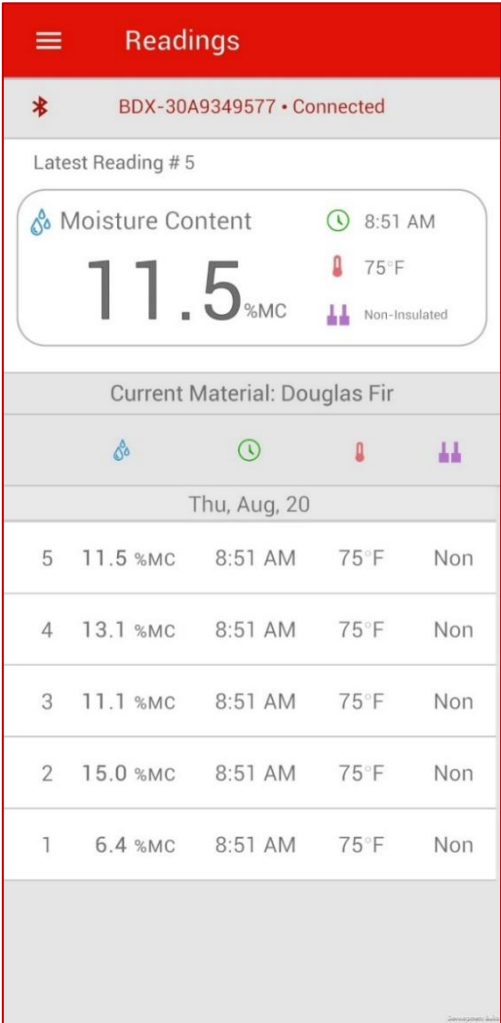 Readings
BDX-30A9349577 • Connected
Latest Reading # 5
Moisture Content
11.5 %MC
8:51 AM
75°F
Non-Insulated
Current Material: Douglas Fir
Thu, Aug, 20
5 11.5 %MC 8:51 AM 75°F Non
4 13.1 %MC 8:51 AM 75°F Non
3 11.1 %MC 8:51 AM 75°F Non
2 15.0 %MC 8:51 AM 75°F Non
1 6.4 %MC 8:51 AM 75°F Non
Development Build